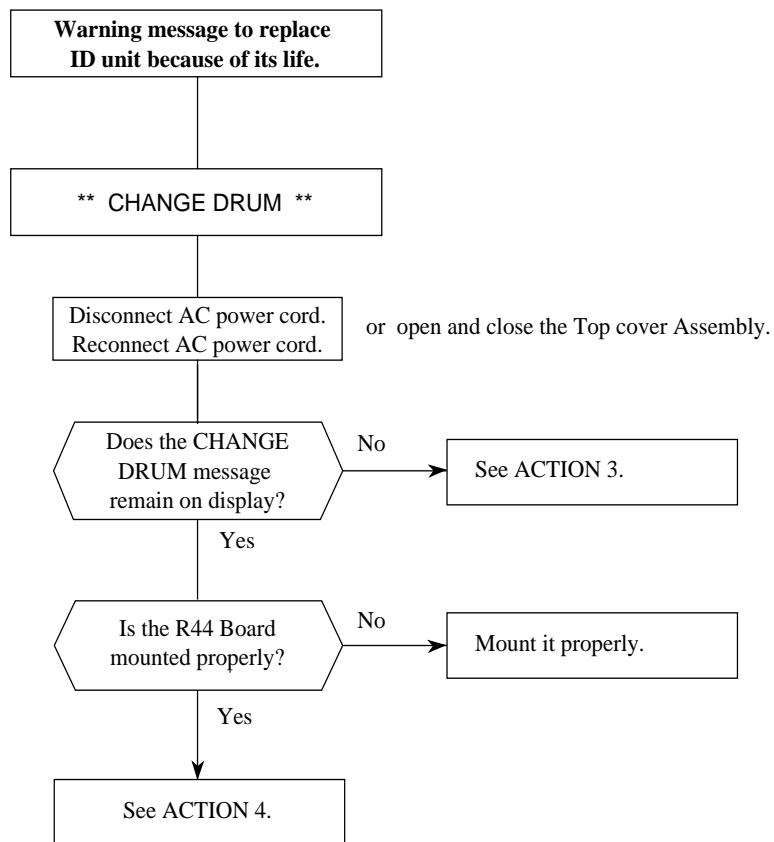 Warning message to replace
ID unit because of its life.
** CHANGE DRUM **
Disconnect AC power cord.
Reconnect AC power cord.
or open and close the Top cover Assembly.
Does the CHANGE
DRUM message
remain on display?
No
See ACTION 3.
Yes
Is the R44 Board
mounted properly?
No
Mount it properly.
Yes
See ACTION 4.